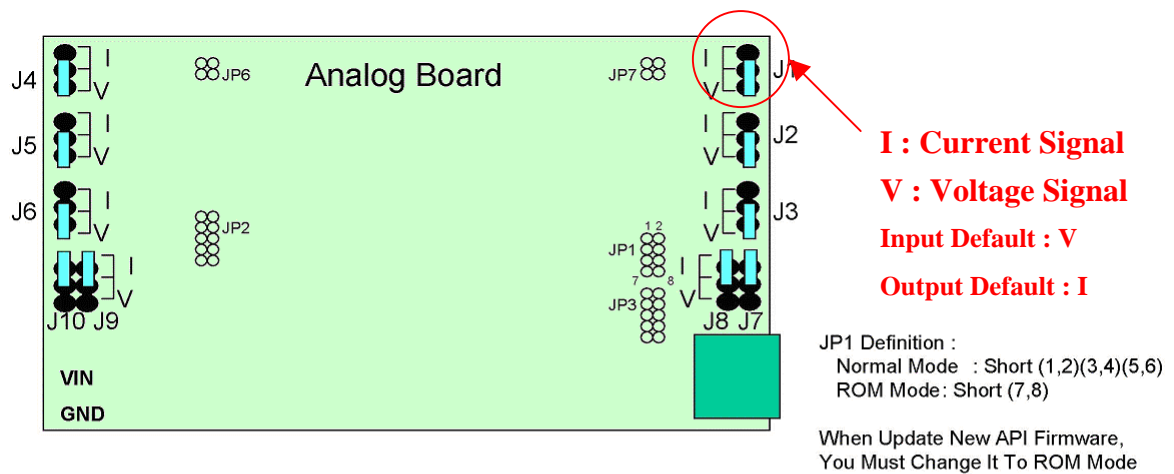 Analog Board
J4 I V
JP6
JP7
I V J1
J5 I V
I V J2
J6 I V
I V J3
JP2
1 2
JP1
7 8
JP3
I V
J10 J9
I V
J8 J7
VIN
GND
I : Current Signal
V : Voltage Signal
Input Default : V
Output Default : I
JP1 Definition :
Normal Mode : Short (1,2)(3,4)(5,6)
ROM Mode : Short (7,8)
When Update New API Firmware,
You Must Change It To ROM Mode